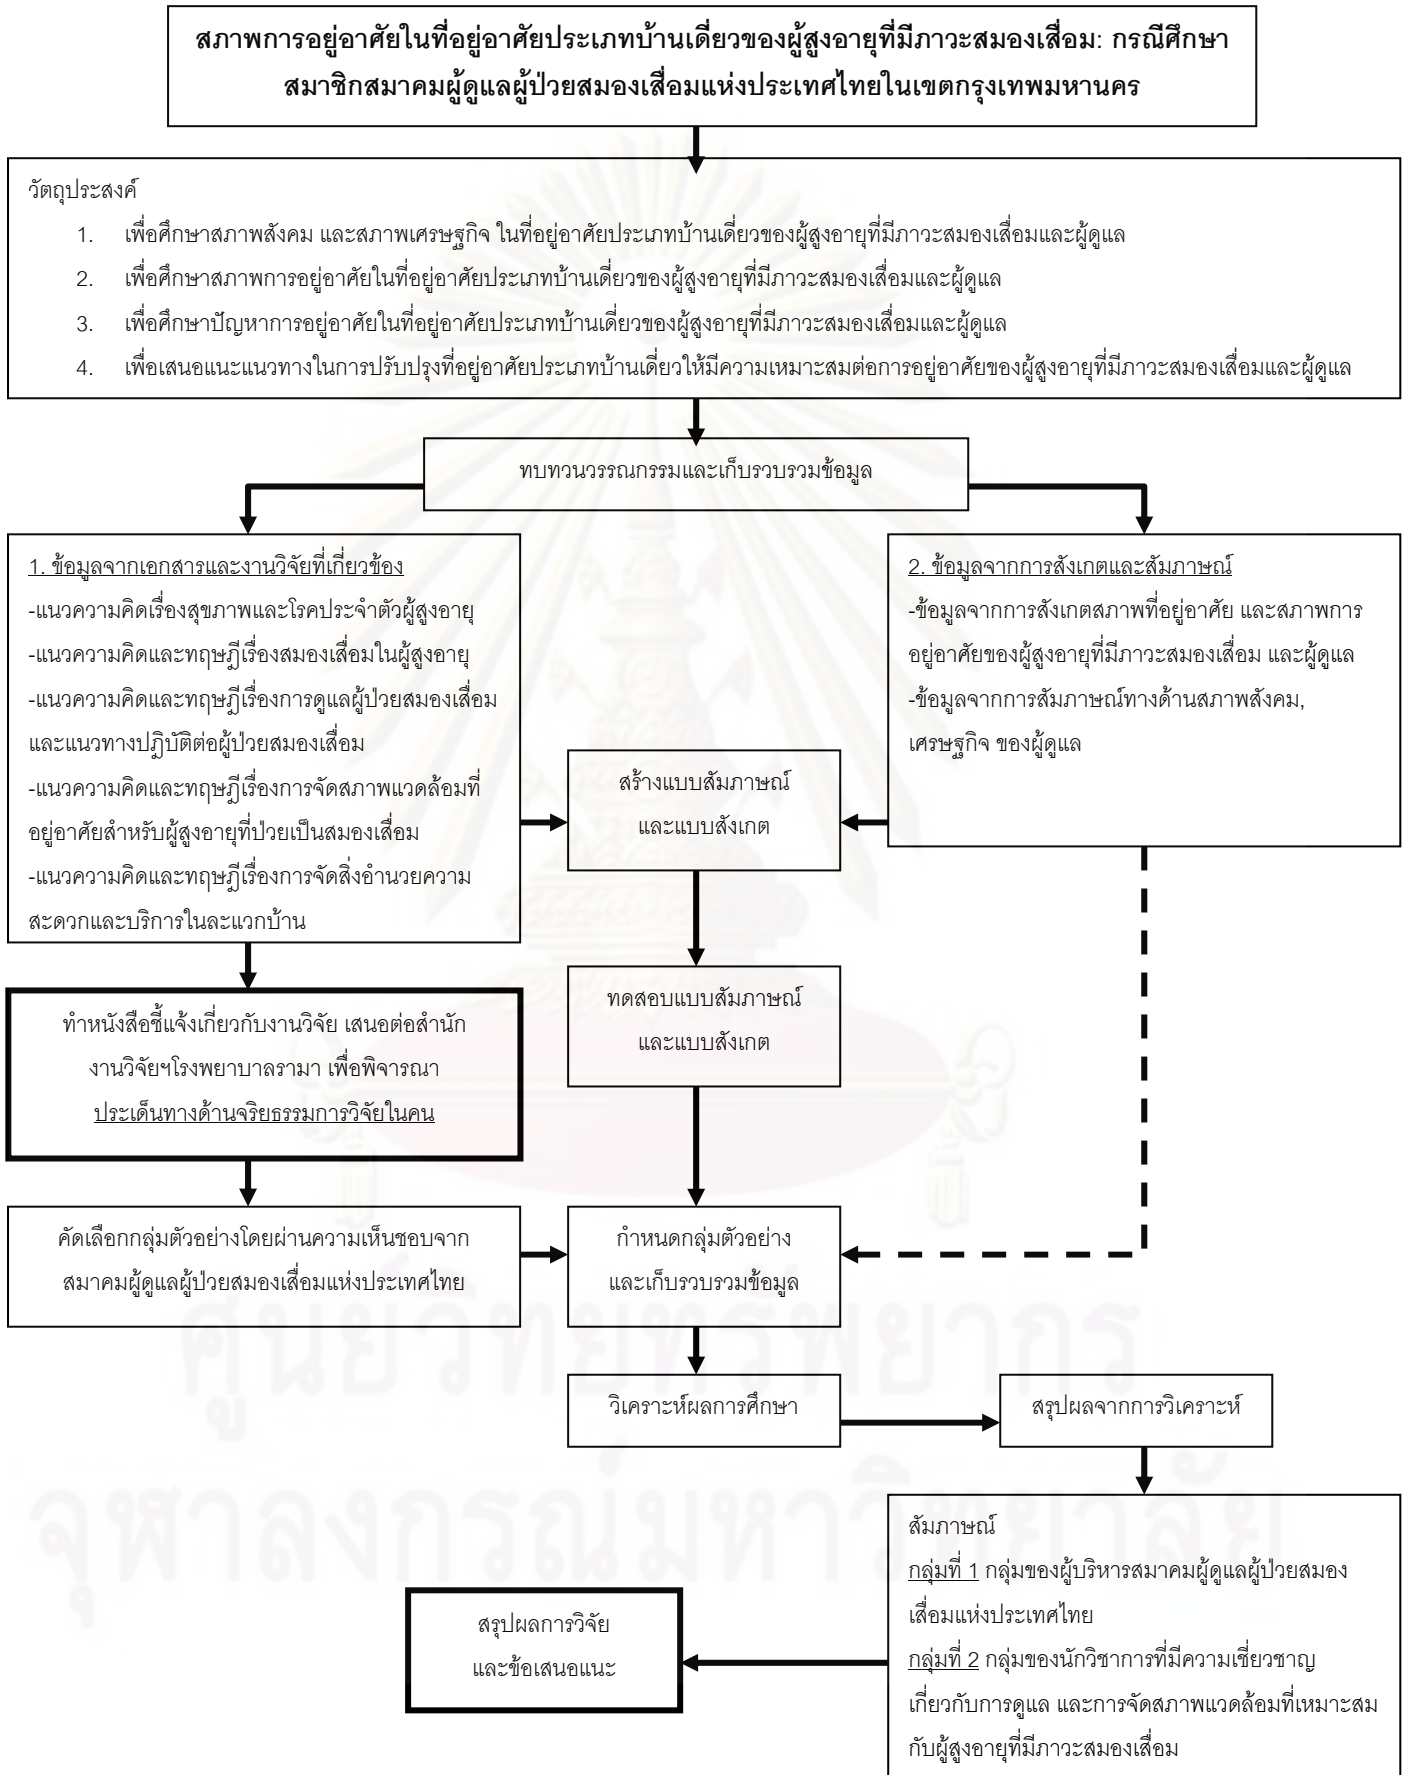 สภาพการอยู่อาศัยในที่อยู่อาศัยประเภทบ้านเดี่ยวของผู้สูงอายุที่มีภาวะสมองเสื่อม: กรณีศึกษา
สมาชิกสมาคมผู้ดูแลผู้ป่วยสมองเสื่อมแห่งประเทศไทยในเขตกรุงเทพมหานคร
วัตถุประสงค์
1. เพื่อศึกษาสภาพสังคม และสภาพเศรษฐกิจ ในที่อยู่อาศัยประเภทบ้านเดี่ยวของผู้สูงอายุที่มีภาวะสมองเสื่อมและผู้ดูแล
2. เพื่อศึกษาสภาพการอยู่อาศัยในที่อยู่อาศัยประเภทบ้านเดี่ยวของผู้สูงอายุที่มีภาวะสมองเสื่อมและผู้ดูแล
3. เพื่อศึกษาปัญหาการอยู่อาศัยในที่อยู่อาศัยประเภทบ้านเดี่ยวของผู้สูงอายุที่มีภาวะสมองเสื่อมและผู้ดูแล
4. เพื่อเสนอแนะแนวทางในการปรับปรุงที่อยู่อาศัยประเภทบ้านเดี่ยวให้มีความเหมาะสมต่อการอยู่อาศัยของผู้สูงอายุที่มีภาวะสมองเสื่อมและผู้ดูแล
ทบทวนวรรณกรรมและเก็บรวบรวมข้อมูล
1. ข้อมูลจากเอกสารและงานวิจัยที่เกี่ยวข้อง
-แนวความคิดเรื่องสุขภาพและโรคประจำตัวผู้สูงอายุ
-แนวความคิดและทฤษฎีเรื่องสมองเสื่อมในผู้สูงอายุ
-แนวความคิดและทฤษฎีเรื่องการดูแลผู้ป่วยสมองเสื่อม
และแนวทางปฏิบัติต่อผู้ป่วยสมองเสื่อม
-แนวความคิดและทฤษฎีเรื่องการจัดสภาพแวดล้อมที่
อยู่อาศัยสำหรับผู้สูงอายุที่ป่วยเป็นสมองเสื่อม
-แนวความคิดและทฤษฎีเรื่องการจัดสิ่งอำนวยความ
สะดวกและบริการในละแวกบ้าน
2. ข้อมูลจากการสังเกตและสัมภาษณ์
-ข้อมูลจากการสังเกตสภาพที่อยู่อาศัย และสภาพการ
อยู่อาศัยของผู้สูงอายุที่มีภาวะสมองเสื่อม และผู้ดูแล
-ข้อมูลจากการสัมภาษณ์ทางด้านสภาพสังคม,
เศรษฐกิจ ของผู้ดูแล
สร้างแบบสัมภาษณ์
และแบบสังเกต
ทดสอบแบบสัมภาษณ์
และแบบสังเกต
ทำหนังสือชี้แจ้งเกี่ยวกับงานวิจัย เสนอต่อสำนัก
งานวิจัยฯโรงพยาบาลรามา เพื่อพิจารณา
ประเด็นทางด้านจริยธรรมการวิจัยในคน
คัดเลือกกลุ่มตัวอย่างโดยผ่านความเห็นชอบจาก
สมาคมผู้ดูแลผู้ป่วยสมองเสื่อมแห่งประเทศไทย
กำหนดกลุ่มตัวอย่าง
และเก็บรวบรวมข้อมูล
วิเคราะห์ผลการศึกษา
สรุปผลจากการวิเคราะห์
สัมภาษณ์
กลุ่มที่ 1 กลุ่มของผู้บริหารสมาคมผู้ดูแลผู้ป่วยสมอง
เสื่อมแห่งประเทศไทย
กลุ่มที่ 2 กลุ่มของนักวิชาการที่มีความเชี่ยวชาญ
เกี่ยวกับการดูแล และการจัดสภาพแวดล้อมที่เหมาะสม
กับผู้สูงอายุที่มีภาวะสมองเสื่อม
สรุปผลการวิจัย
และข้อเสนอแนะ
ศูนย์วิทยทรัพยากร
จุฬาลงกรณ์มหาวิทยาลัย